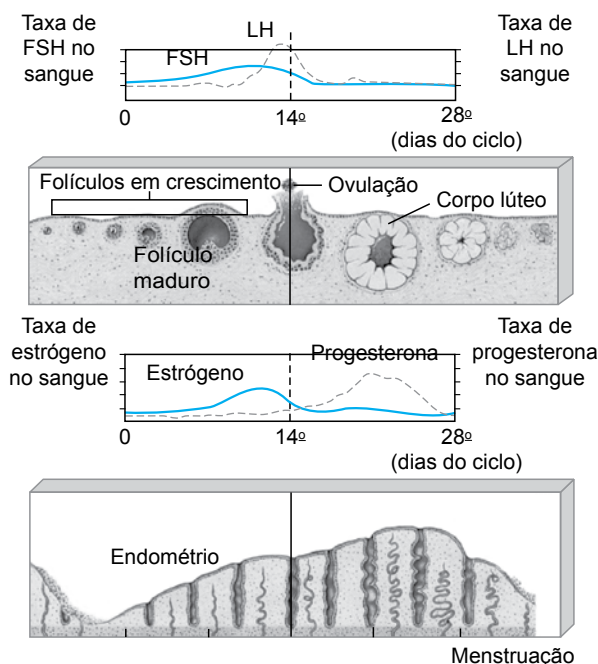 Taxa de
FSH no
sangue
LH
FSH
Taxa de
LH no
sangue
0
14º
28º
(dias do ciclo)
Folículos em crescimento
Ovulação
Corpo lúteo
Folículo
maduro
Taxa de
estrógeno
no sangue
Estrógeno
Progesterona
Taxa de
progesterona
no sangue
0
14º
28º
(dias do ciclo)
Endométrio
Menstruação